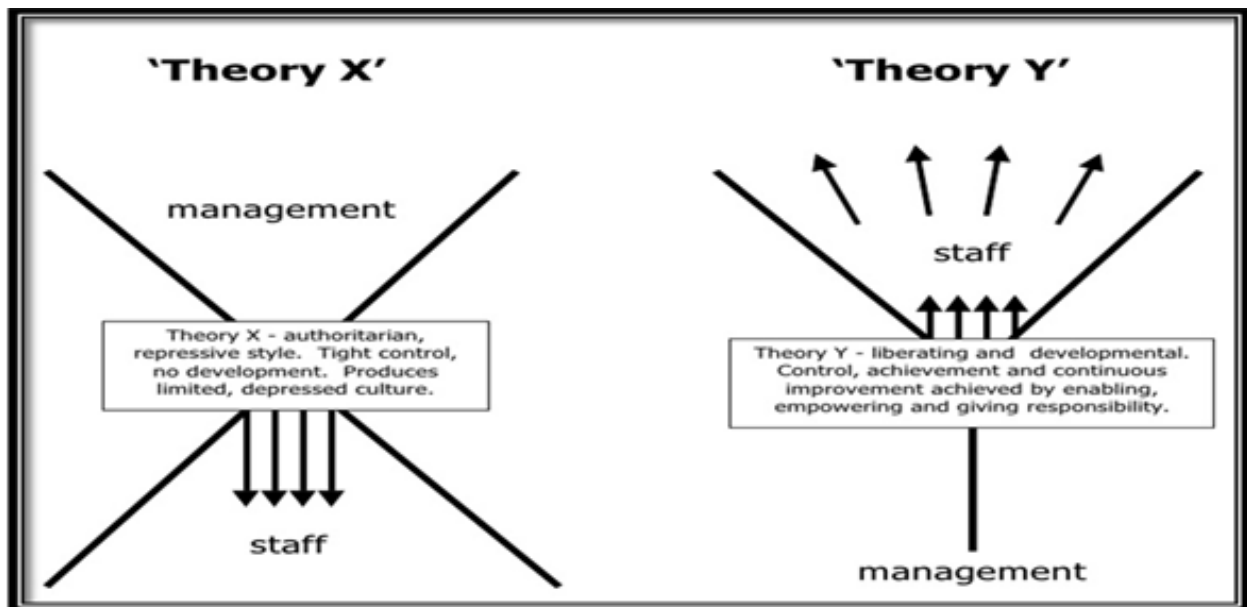 ‘Theory X’
management
Theory X - authoritarian,
repressive style. Tight control,
no development. Produces
limited, depressed culture.
staff
‘Theory Y’
staff
Theory Y - liberating and developmental.
Control, achievement and continuous
improvement achieved by enabling,
empowering and giving responsibility.
management